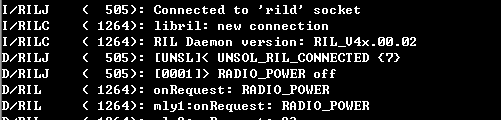 I/RILJ    (  505): Connected to 'rild' socket
I/RILC    ( 1264): libril: new connection
I/RILC    ( 1264): RIL Daemon version: RIL_V4x.00.02
D/RILJ    (  505): [UNSL]< UNSOL_RIL_CONNECTED {7}
D/RILJ    (  505): [0001]> RADIO_POWER off
D/RIL     ( 1264): onRequest: RADIO_POWER
D/RIL     ( 1264): mly1:onRequest: RADIO_POWER